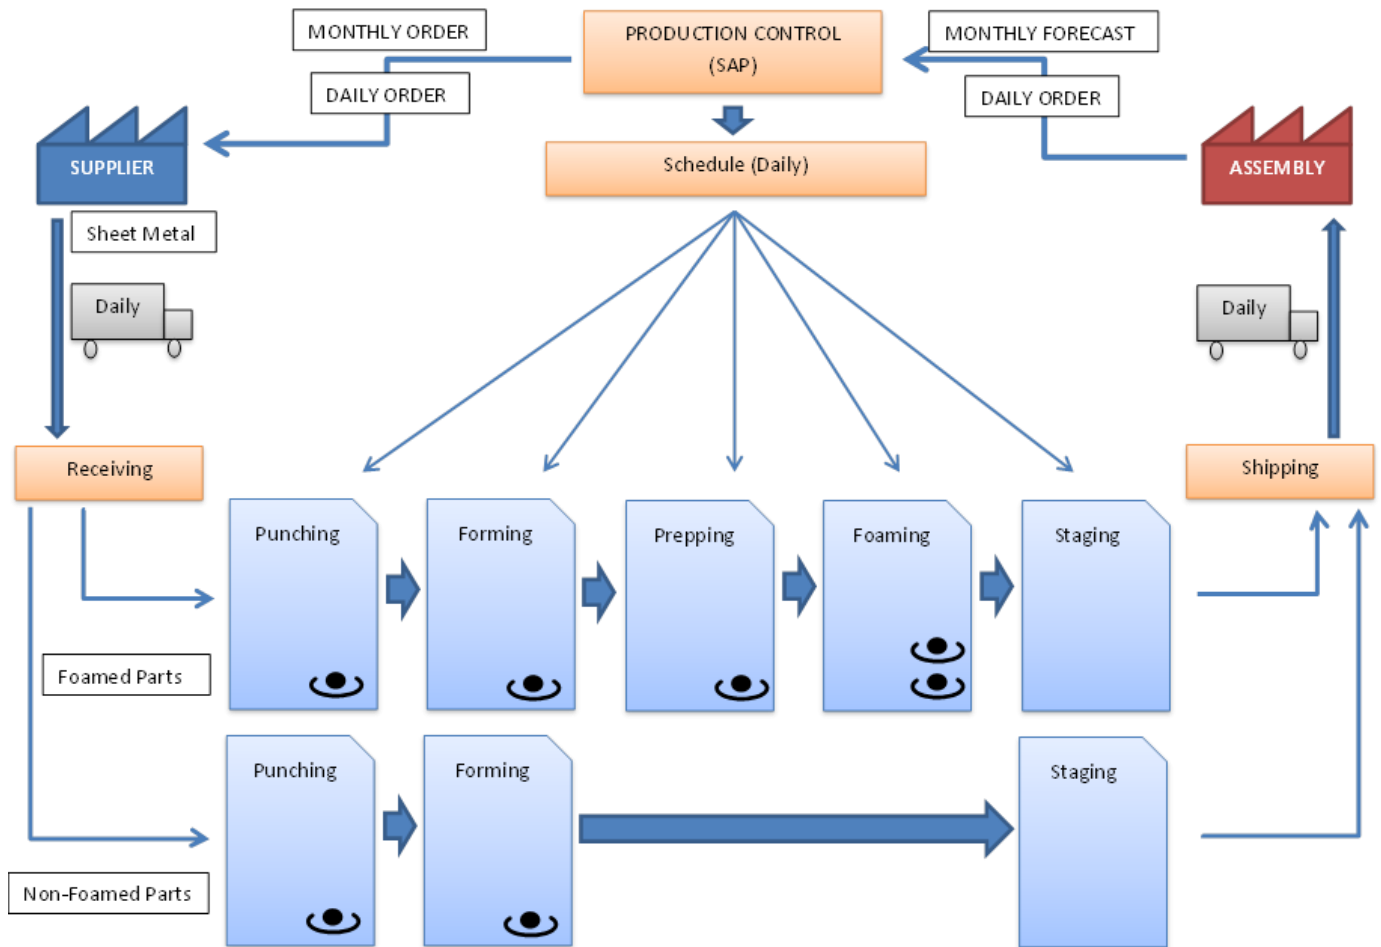 MONTHLY ORDER
PRODUCTION CONTROL
(SAP)
MONTHLY FORECAST
DAILY ORDER
DAILY ORDER
SUPPLIER
Schedule (Daily)
ASSEMBLY
Sheet Metal
Daily
Daily
Receiving
Shipping
Punching
Forming
Prepping
Foaming
Staging
Foamed Parts
Punching
Forming
Staging
Non-Foamed Parts